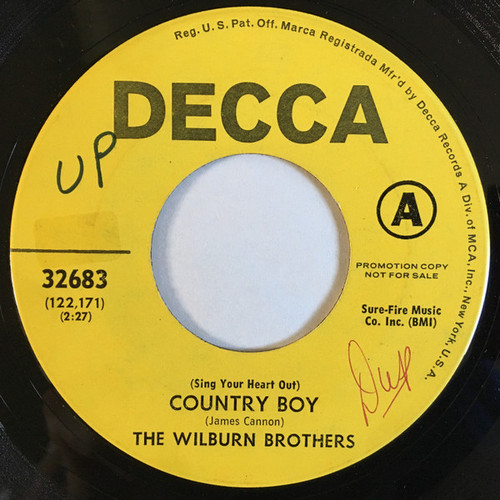 Reg. U. S. Pat. Off. Marca Registrada Mfr'd by Decca Records A Div. of MCA, Inc., New York, U.S.A.
DECCA
UP
A
32683
(122,171)
(2:27)
PROMOTION COPY
NOT FOR SALE
Sure-Fire Music
Co. Inc. (BMI)
(Sing Your Heart Out)
COUNTRY BOY
(James Cannon)
THE WILBURN BROTHERS